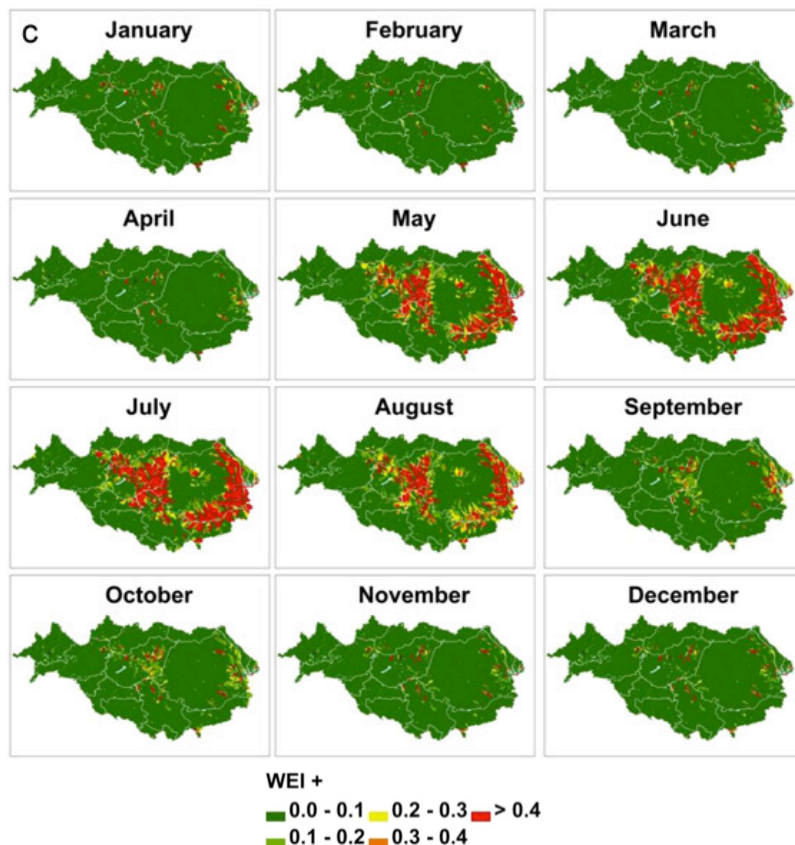 C
January
February
March
April
May
June
July
August
September
October
November
December
WEI +
0.0 - 0.1
0.2 - 0.3
> 0.4
0.1 - 0.2
0.3 - 0.4